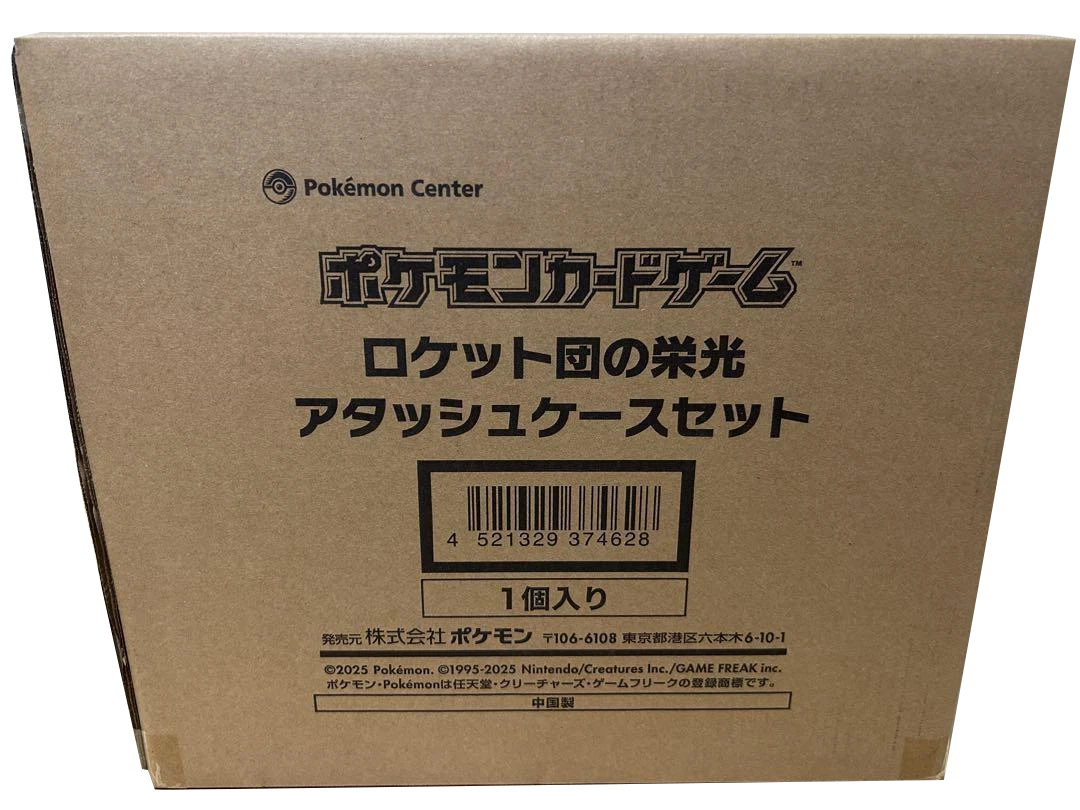 Pokémon Center
ポケモンカードゲーム™
ロケット団の栄光
アタッシュケースセット
4 521329 374628
1個入り
発売元 株式会社 ポケモン 〒106-6108 東京都港区六本木6-10-1
©2025 Pokémon. ©1995-2025 Nintendo/Creatures Inc./GAME FREAK inc.
ポケモン・Pokémonは任天堂・クリーチャーズ・ゲームフリークの登録商標です。
中国製